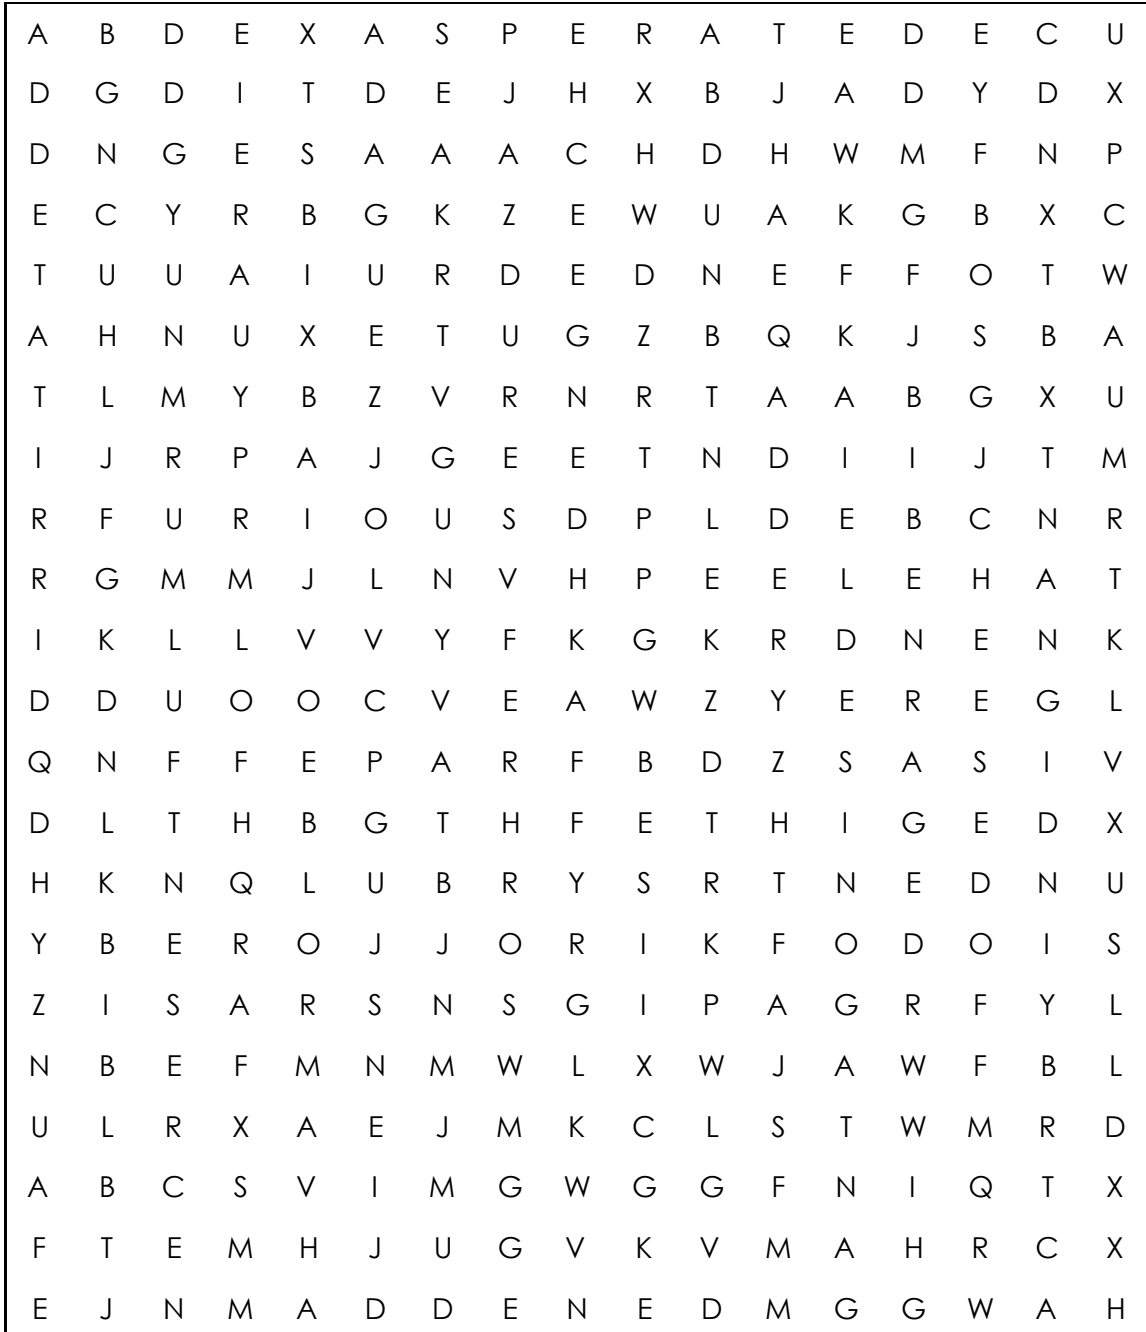 A B D E X A S P E R A T E D E C U
D G D I T D E J H X B J A D Y D X
D N G E S A A A C H D H W M F N P
E C Y R B G K Z E W U A K G B X C
T U U A I U R D E D N E F F O T W
A H N U X E T U G Z B Q K J S B A
T L M Y B Z V R N R T A A B G X U
I J R P A J G E E T N D I I J T M
R F U R I O U S D P L D E B C N R
R G M M J L N V H P E E L E H A T
I K L L V V Y F K G K R D N E N K
D D U O O C V E A W Z Y E R E G L
Q N F F E P A R F B D Z S A S I V
D L T H B G T H F E T H I G E D X
H K N Q L U B R Y S R T N E D N U
Y B E R O J J O R I K F O D O I S
Z I S A R S N S G I P A G R F Y L
N B E F M N M W L X W J A W F B L
U L R X A E J M K C L S T W M R D
A B C S V I M G W G G F N I Q T X
F T E M H J U G V K V M A H R C X
E J N M A D D E N E D M G G W A H